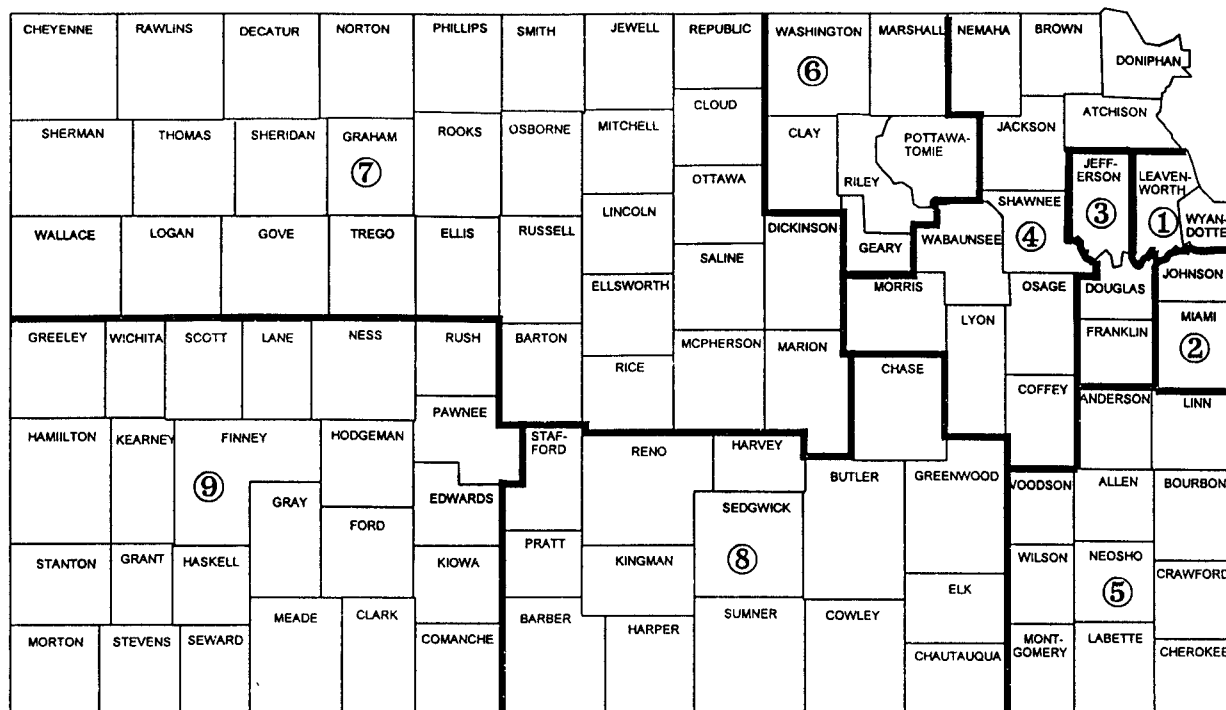 CHEYENNE RAWLINS DECATUR NORTON PHILLIPS SMITH JEWELL REPUBLIC WASHINGTON MARSHALL NEMAHA BROWN
DONIPHAN
⑥
CLOUD
ATCHISON
SHERMAN THOMAS SHERIDAN GRAHAM ROOKS OSBORNE MITCHELL CLAY POTTAWA-
TOMIE JACKSON
⑦
OTTAWA RILEY JEFF-
ERSON LEAVEN-
WORTH
LINCOLN SHAWNEE ③ ① WYAN-
DOTTE
WALLACE LOGAN GOVE TREGO ELLIS RUSSELL DICKINSON GEARY WABAUNSEE ④
SALINE
ELLSWORTH MORRIS OSAGE DOUGLAS JOHNSON
LYON MIAMI
GREELEY WICHITA SCOTT LANE NESS RUSH BARTON MCPHERSON MARION FRANKLIN ②
RICE CHASE
COFFEY ANDERSON LINN
PAWNEE
HAMIILTON KEARNEY FINNEY HODGEMAN STAF-
FORD RENO HARVEY
BUTLER GREENWOOD WOODSON ALLEN BOURBON
⑨ GRAY EDWARDS SEDGWICK
FORD
STANTON GRANT HASKELL KIOWA PRATT KINGMAN ⑧ WILSON NEOSHO CRAWFORD
ELK ⑤
MEADE CLARK BARBER SUMNER COWLEY
HARPER
MORTON STEVENS SEWARD COMANCHE CHAUTAUQUA MONT-
GOMERY LABETTE CHEROKEE